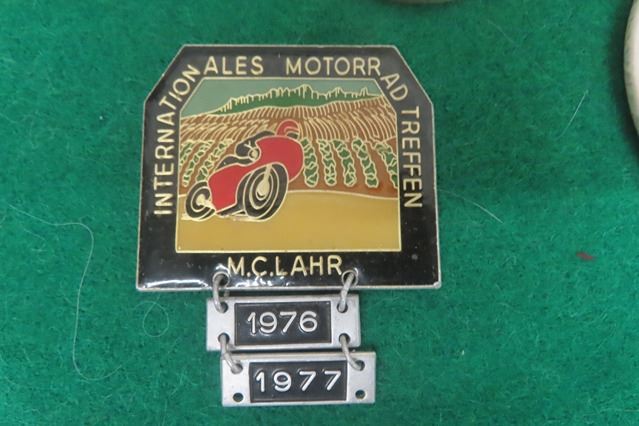 INTERNATIONALES MOTORRAD TREFFEN
M.C.LAHR
1976
1977